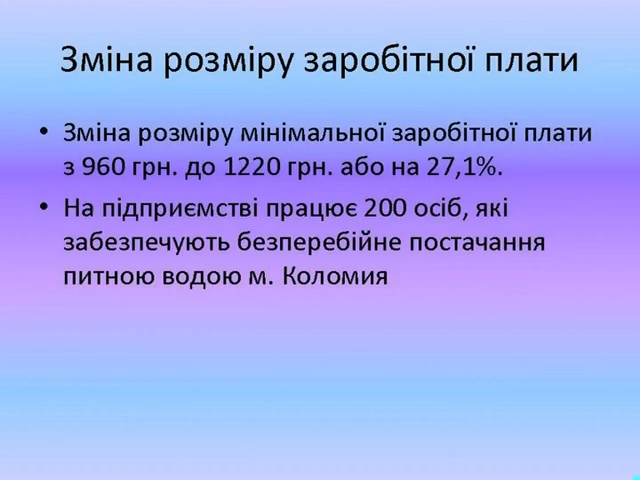 Зміна розміру заробітної плати
• Зміна розміру мінімальної заробітної плати
з 960 грн. до 1220 грн. або на 27,1%.
• На підприємстві працює 200 осіб, які
забезпечують безперебійне постачання
питною водою м. Коломия